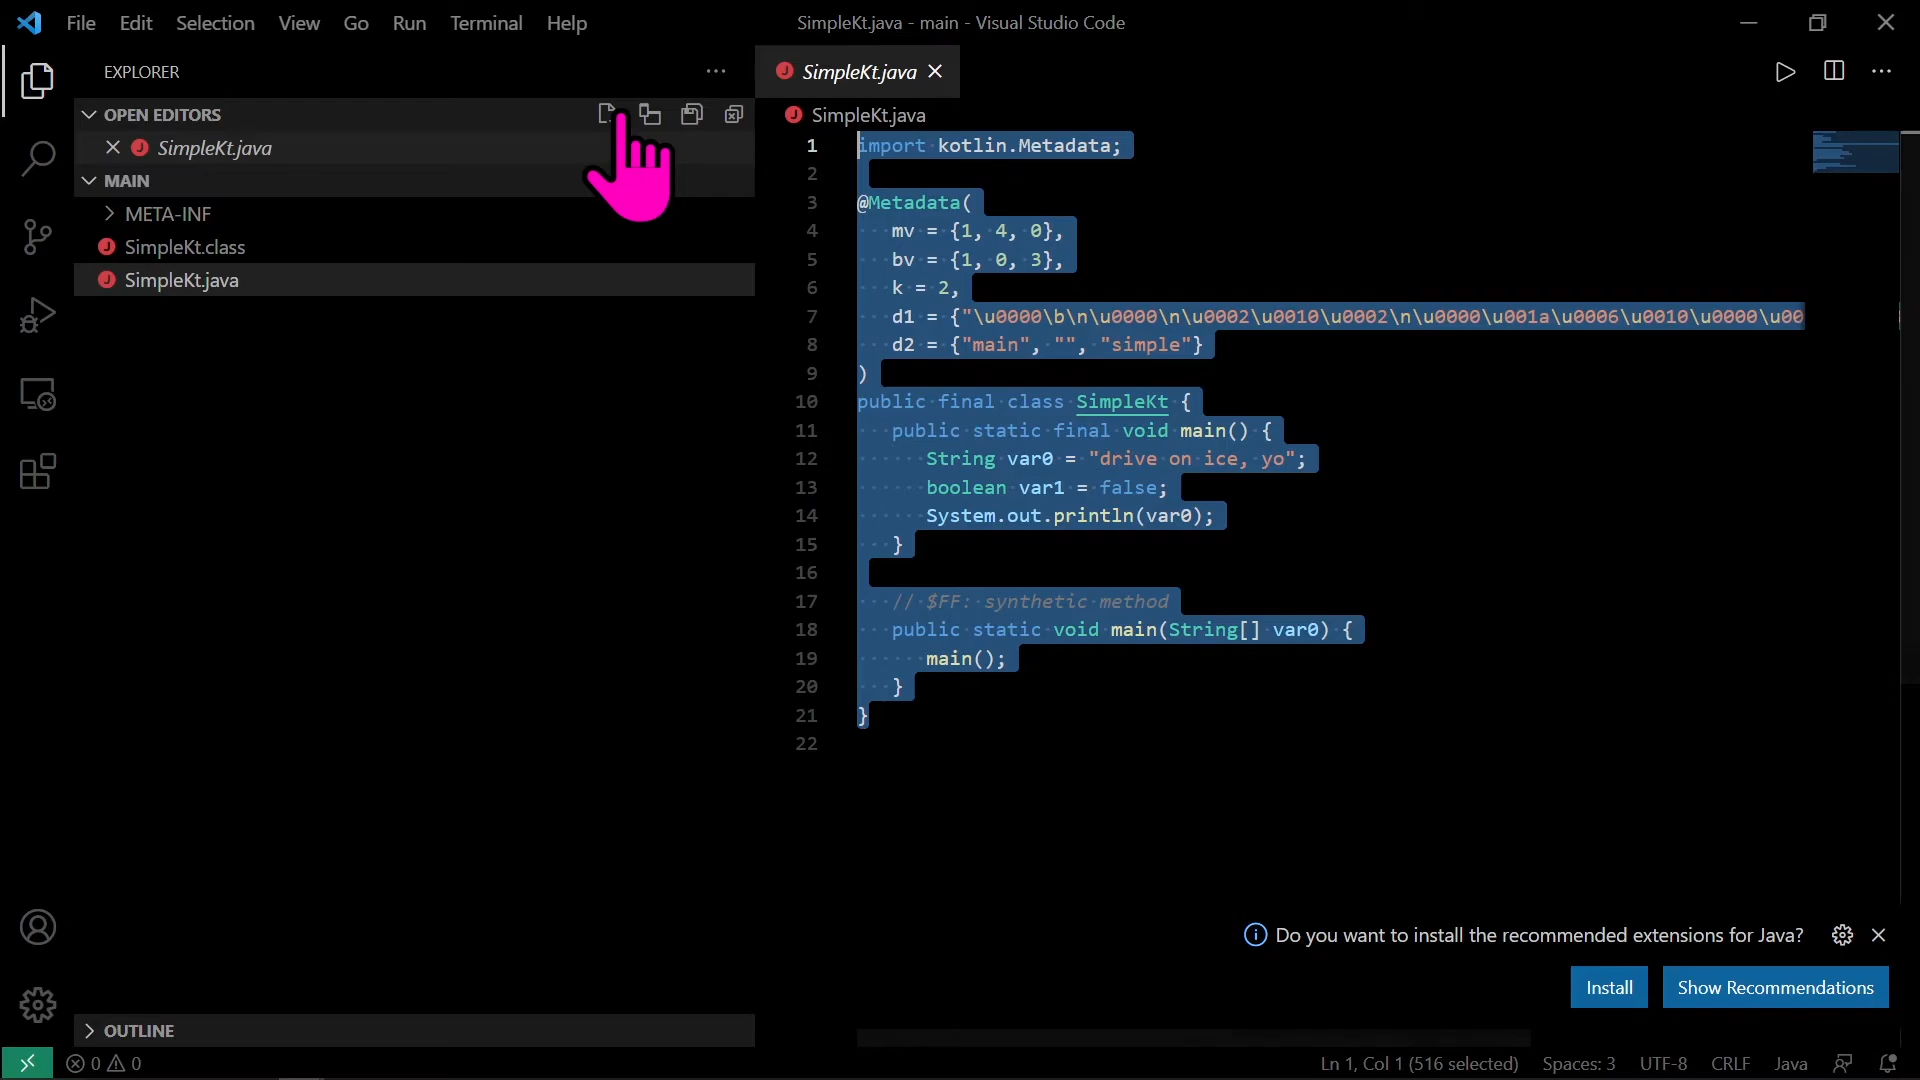 File Edit Selection View Go Run Terminal Help
SimpleKt.java - main - Visual Studio Code
EXPLORER
OPEN EDITORS
SimpleKt.java
MAIN
META-INF
SimpleKt.class
SimpleKt.java
OUTLINE
SimpleKt.java
SimpleKt.java
1 import kotlin.Metadata;
2
3 @Metadata(
4 mv = {1, 4, 0},
5 bv = {1, 0, 3},
6 k = 2,
7 d1 = {"\u0000\b\n\u0000\n\u0002\u0010\u0002\n\u0000\u001a\u0006\u0010\u0000\u00
8 d2 = {"main", "", "simple"}
9 )
10 public final class SimpleKt {
11 public static final void main() {
12 String var0 = "drive on ice, yo";
13 boolean var1 = false;
14 System.out.println(var0);
15 }
16
17 // $FF: synthetic method
18 public static void main(String[] var0) {
19 main();
20 }
21 }
22
Do you want to install the recommended extensions for Java?
Install Show Recommendations
0 0 Ln 1, Col 1 (516 selected) Spaces: 3 UTF-8 CRLF Java